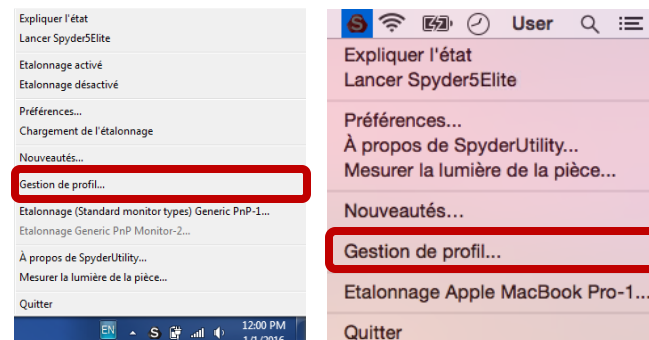 Expliquer l'état
Lancer Spyder5Elite
Etalonnage activé
Etalonnage désactivé
Préférences...
Chargement de l'étalonnage
Nouveautés...
Gestion de profil...
Etalonnage (Standard monitor types) Generic PnP-1...
Etalonnage Generic PnP Monitor-2...
À propos de SpyderUtility...
Mesurer la lumière de la pièce...
Quitter
EN S 12:00 PM
1/1/2016
S User
Expliquer l'état
Lancer Spyder5Elite
Préférences...
À propos de SpyderUtility...
Mesurer la lumière de la pièce...
Nouveautés...
Gestion de profil...
Etalonnage Apple MacBook Pro-1...
Quitter